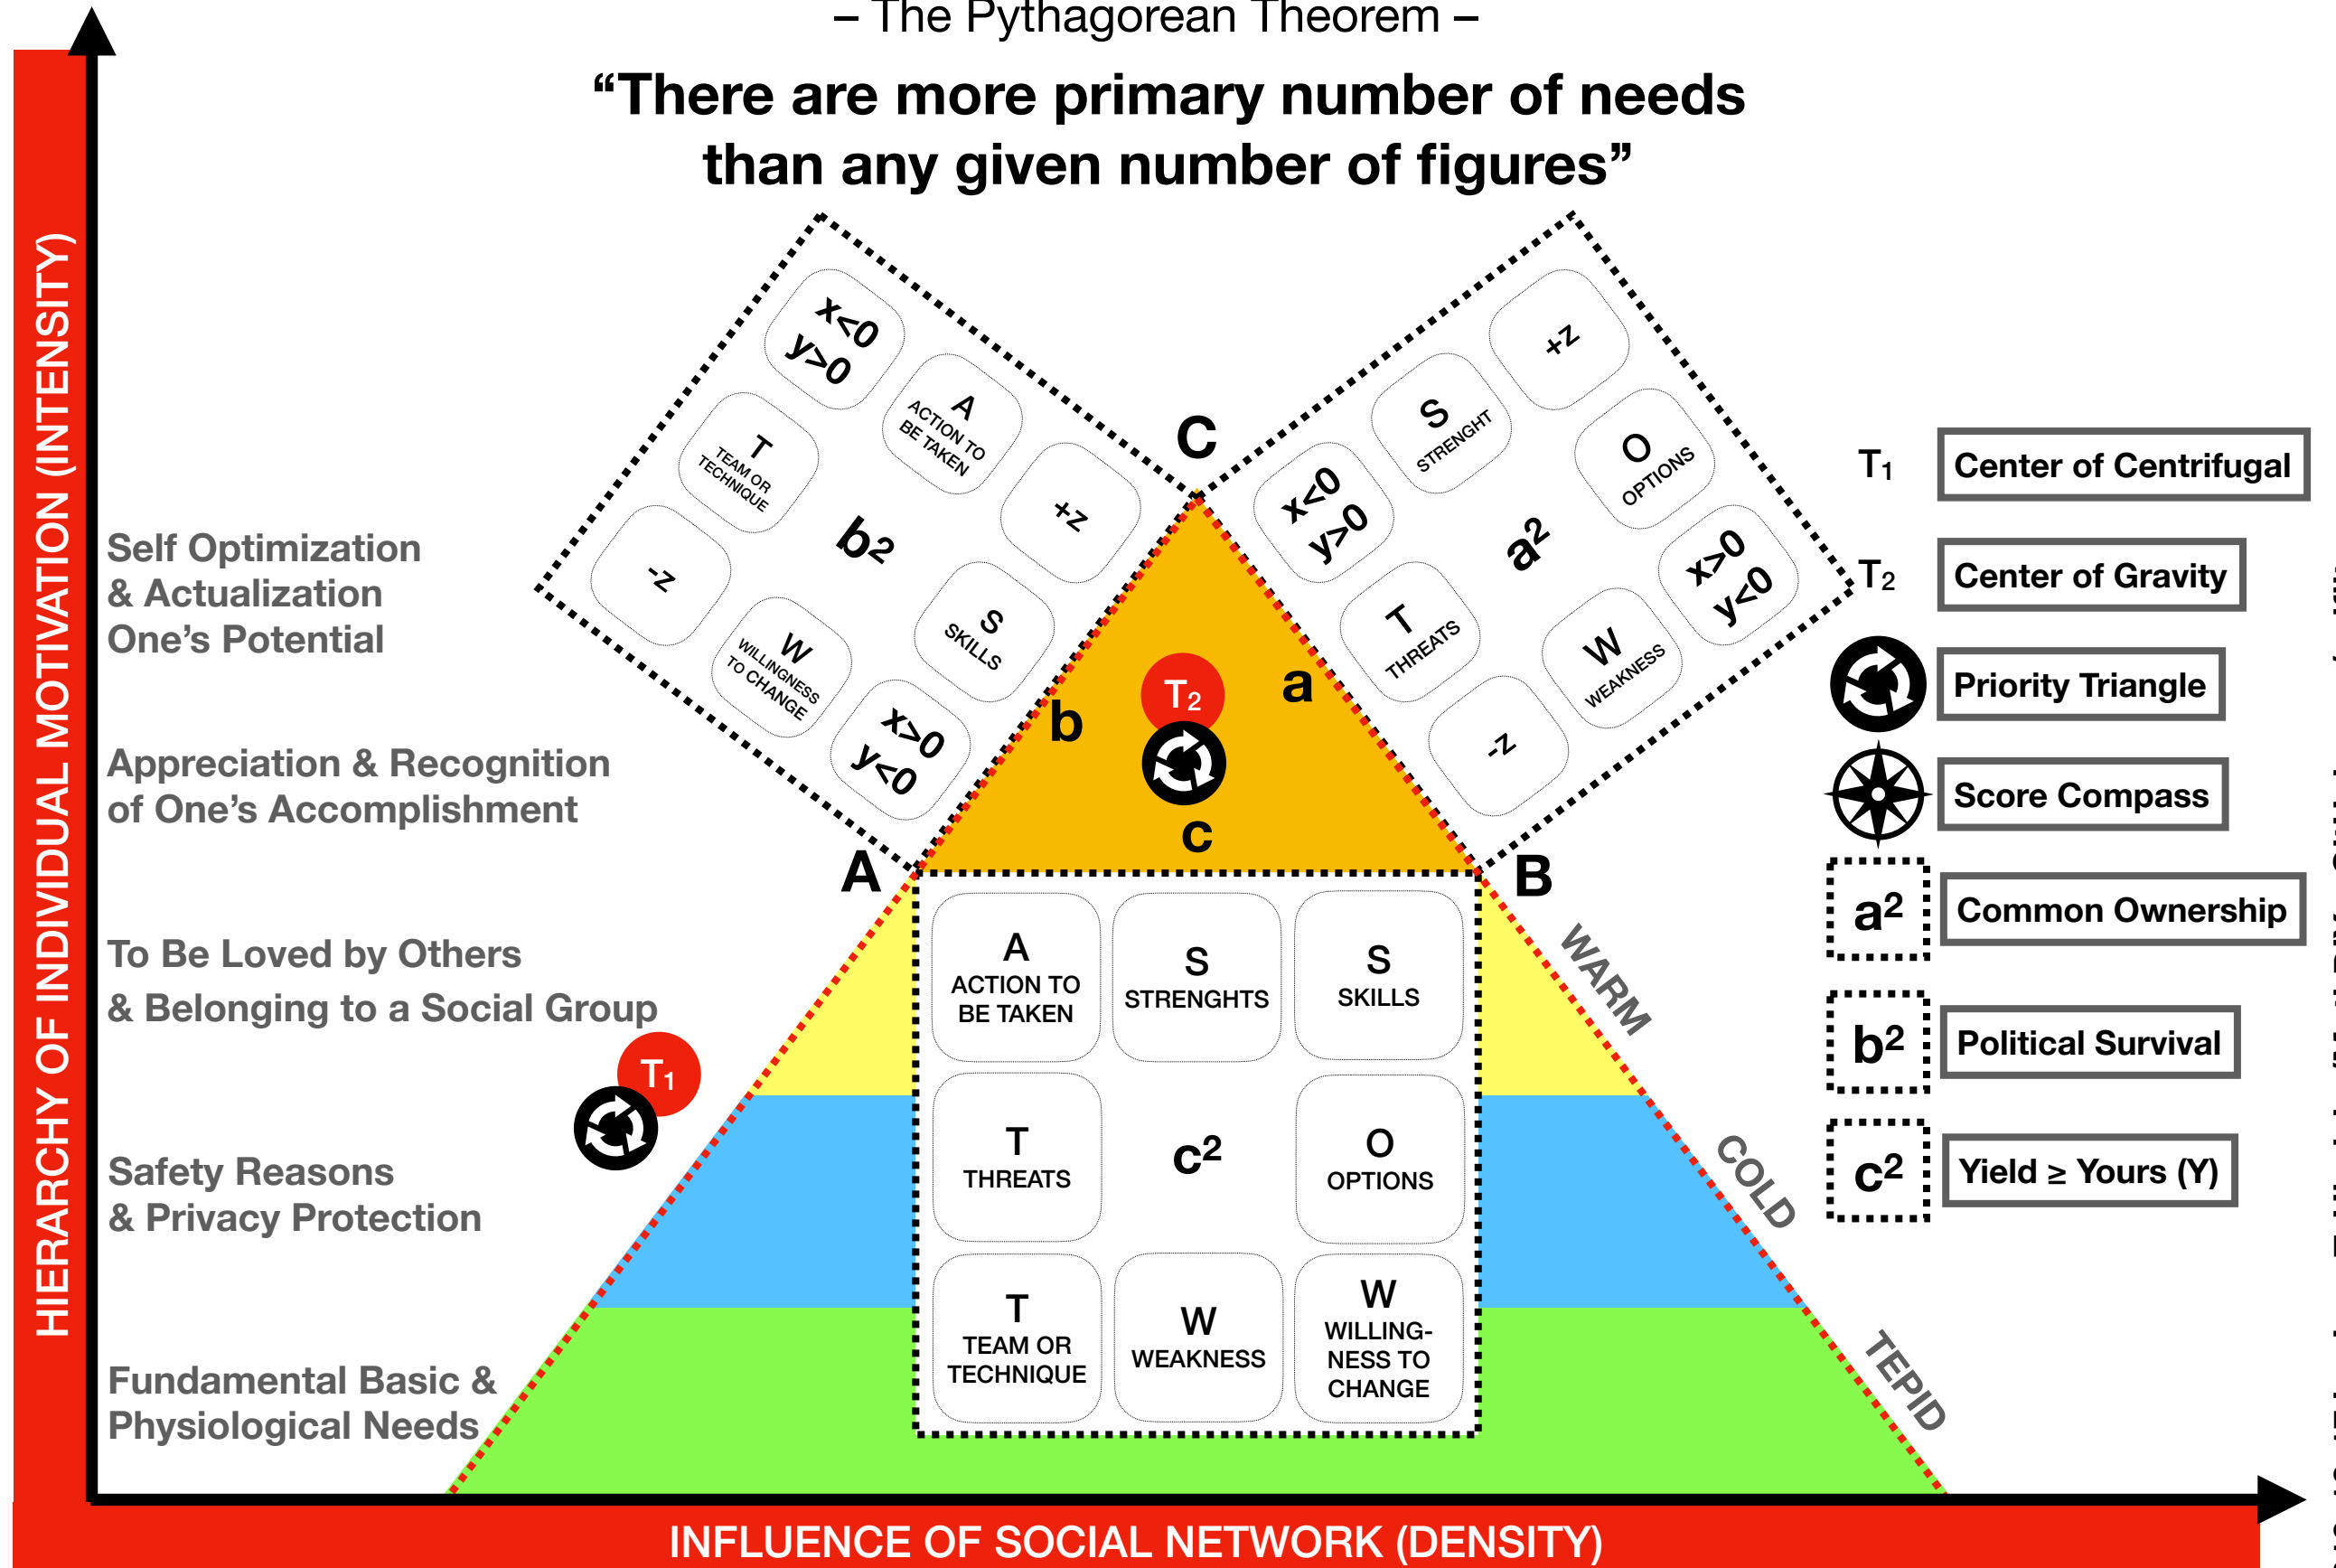 – The Pythagorean Theorem –
“There are more primary number of needs
than any given number of figures”
HIERARCHY OF INDIVIDUAL MOTIVATION (INTENSITY)
Self Optimization
& Actualization
One’s Potential
Appreciation & Recognition
of One’s Accomplishment
To Be Loved by Others
& Belonging to a Social Group
T₁
Safety Reasons
& Privacy Protection
Fundamental Basic &
Physiological Needs
x<0
y>0
A
ACTION TO
BE TAKEN
+z
T
TEAM OR
TECHNIQUE
b²
S
SKILLS
-z
W
WILLINGNESS
TO CHANGE
x>0
y<0
C
x<0
y>0
S
STRENGHT
+z
T
THREATS
a²
O
OPTIONS
-z
W
WEAKNESS
x>0
y<0
T₂
b
a
c
A
B
A
ACTION TO
BE TAKEN
S
STRENGHTS
S
SKILLS
T
THREATS
c²
O
OPTIONS
T
TEAM OR
TECHNIQUE
W
WEAKNESS
W
WILLING-
NESS TO
CHANGE
WARM
COLD
TEPID
T₁ Center of Centrifugal
T₂ Center of Gravity
Priority Triangle
Score Compass
a² Common Ownership
b² Political Survival
c² Yield ≥ Yours (Y)
INFLUENCE OF SOCIAL NETWORK (DENSITY)